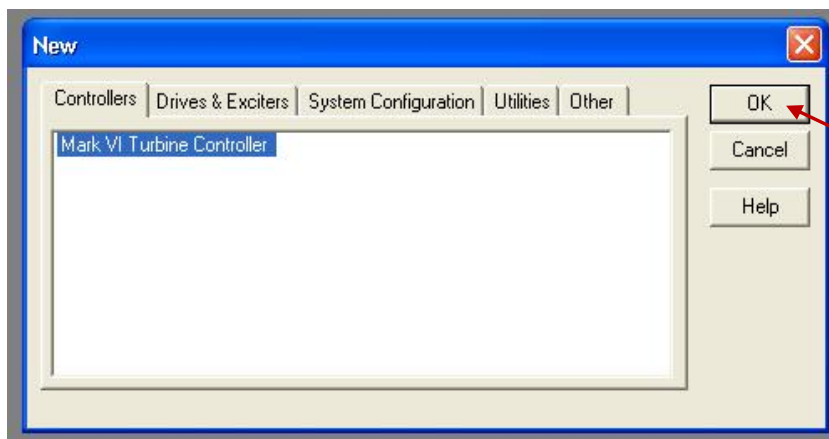 New
Controllers Drives & Exciters System Configuration Utilities Other
OK
Mark VI Turbine Controller
Cancel
Help